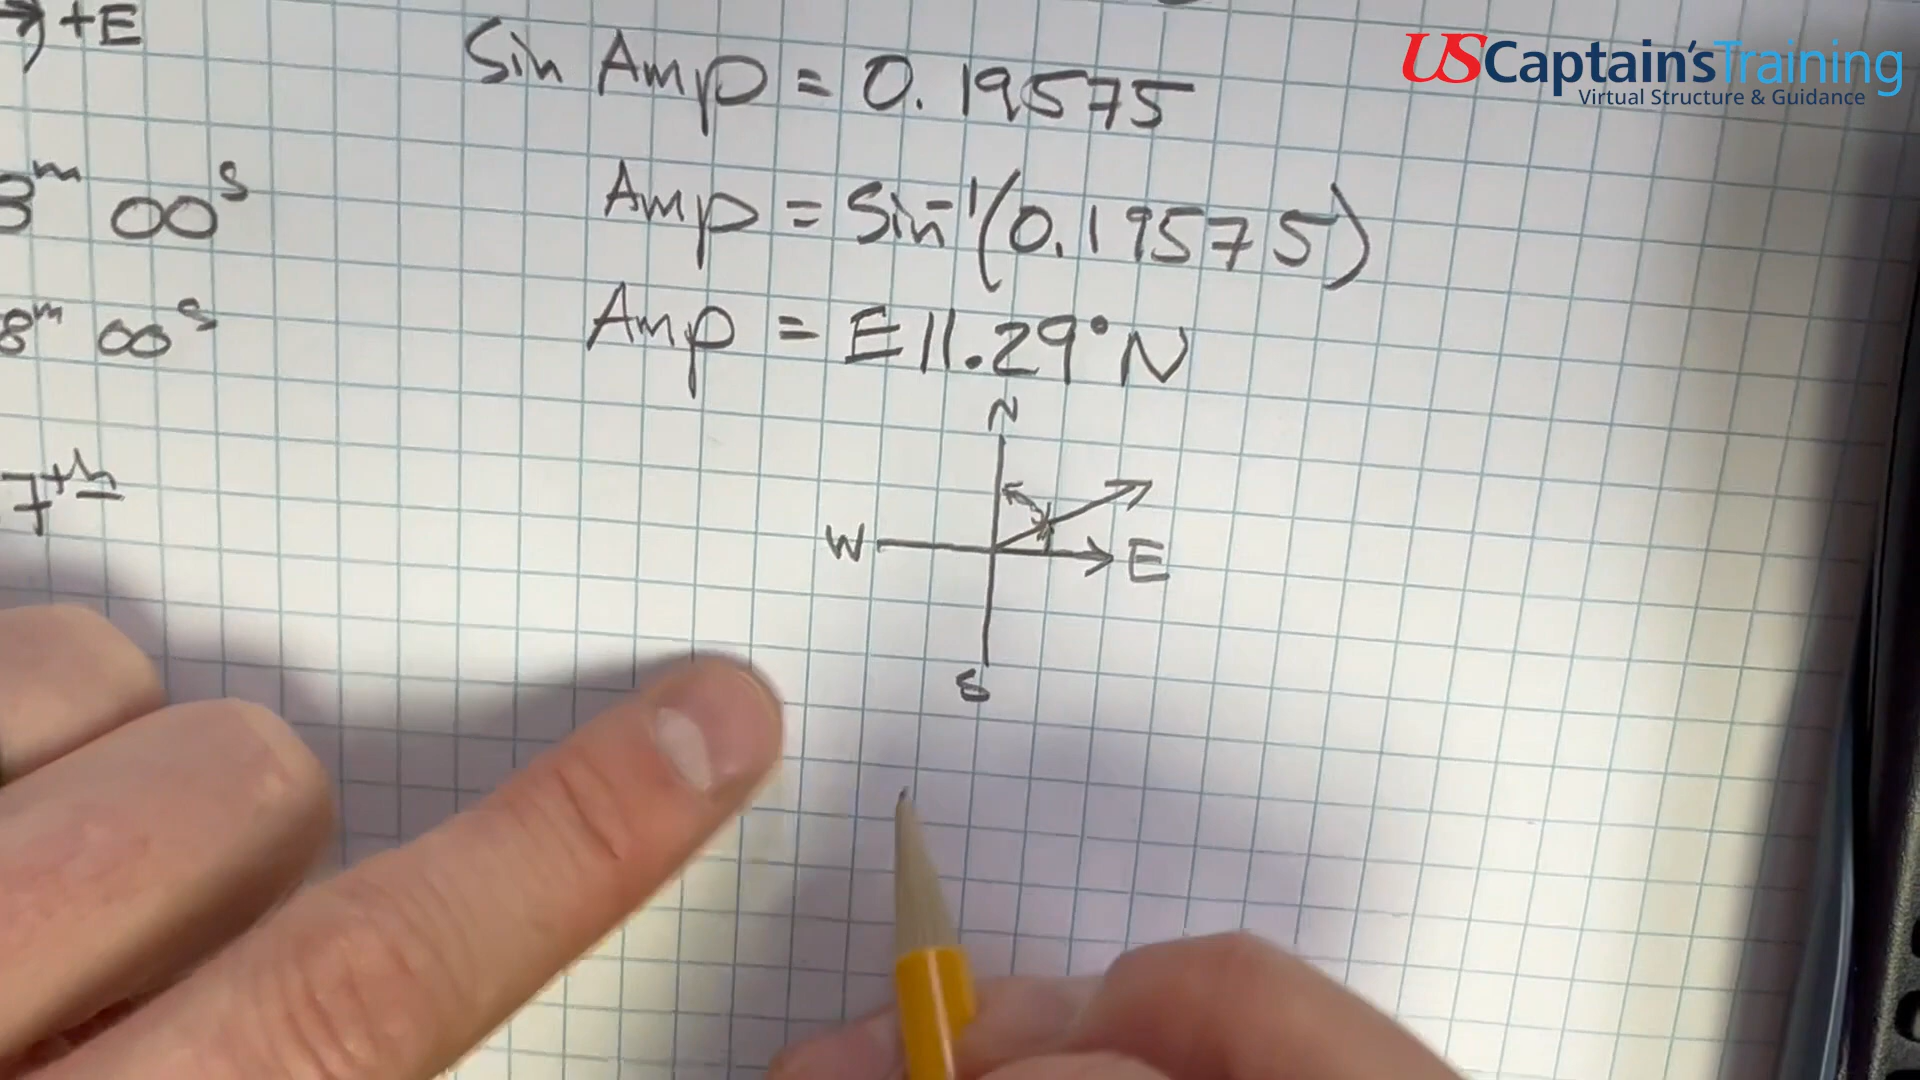 +E
Sin Amp = 0.19575
USCaptain'sTraining
Virtual Structure & Guidance
3ᵐ 00ˢ
Amp = Sin⁻¹(0.19575)
8ᵐ 00ˢ
Amp = E11.29°N
N
7th
W E
S